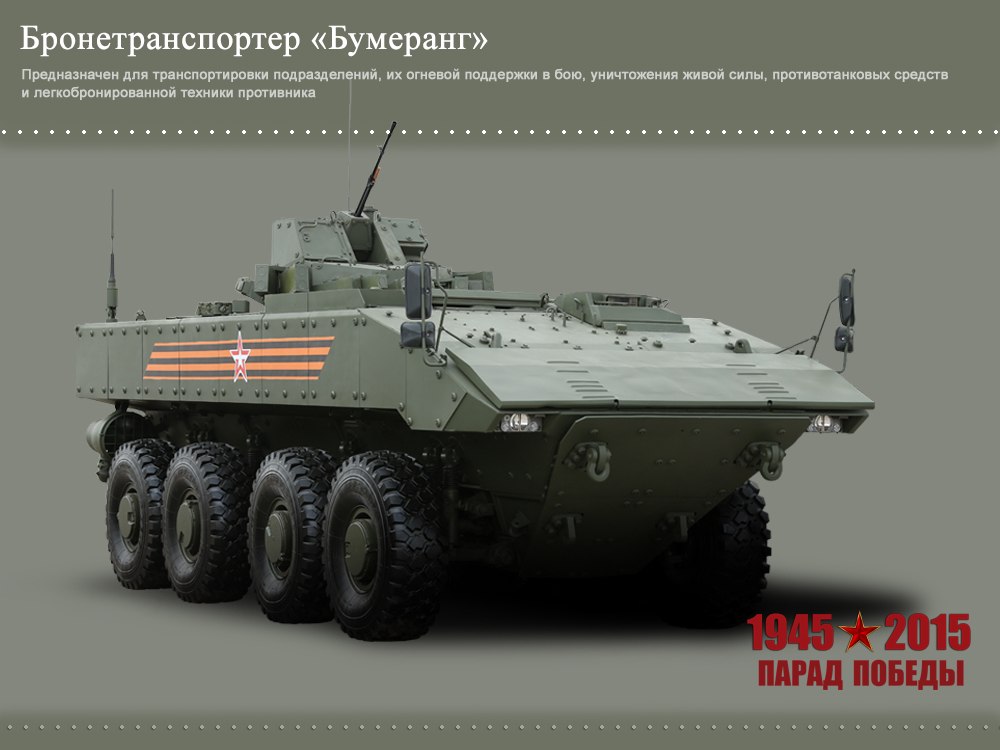 Бронетранспортер «Бумеранг»
Предназначен для транспортировки подразделений, их огневой поддержки в бою, уничтожения живой силы, противотанковых средств
и легкобронированной техники противника
1945 2015
ПАРАД ПОБЕДЫ